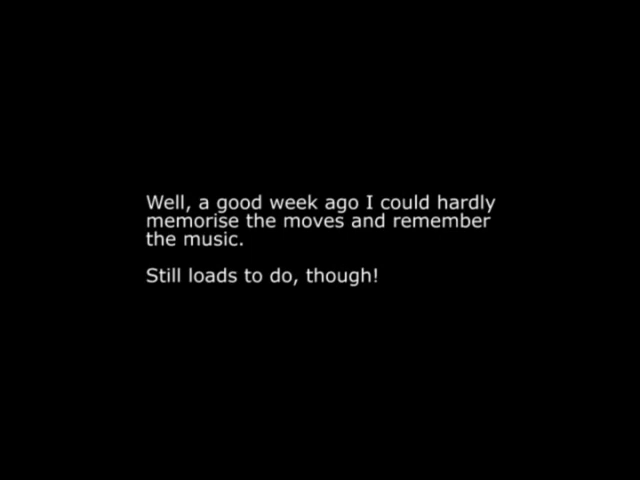 Well, a good week ago I could hardly
memorise the moves and remember
the music.
Still loads to do, though!